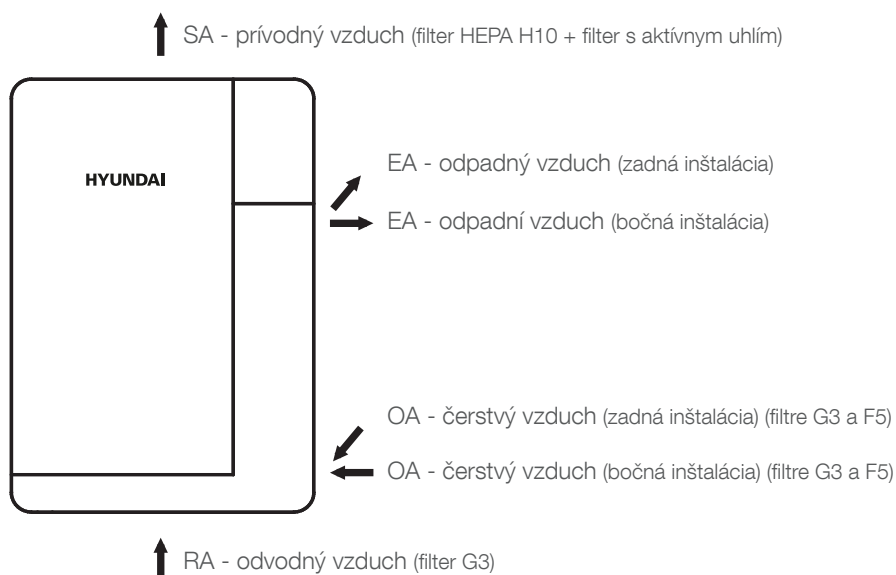 SA - prívodný vzduch (filter HEPA H10 + filter s aktívnym uhlím)
HYUNDAI
EA - odpadný vzduch (zadná inštalácia)
EA - odpadní vzduch (bočná inštalácia)
OA - čerstvý vzduch (zadná inštalácia) (filtre G3 a F5)
OA - čerstvý vzduch (bočná inštalácia) (filtre G3 a F5)
RA - odvodný vzduch (filter G3)